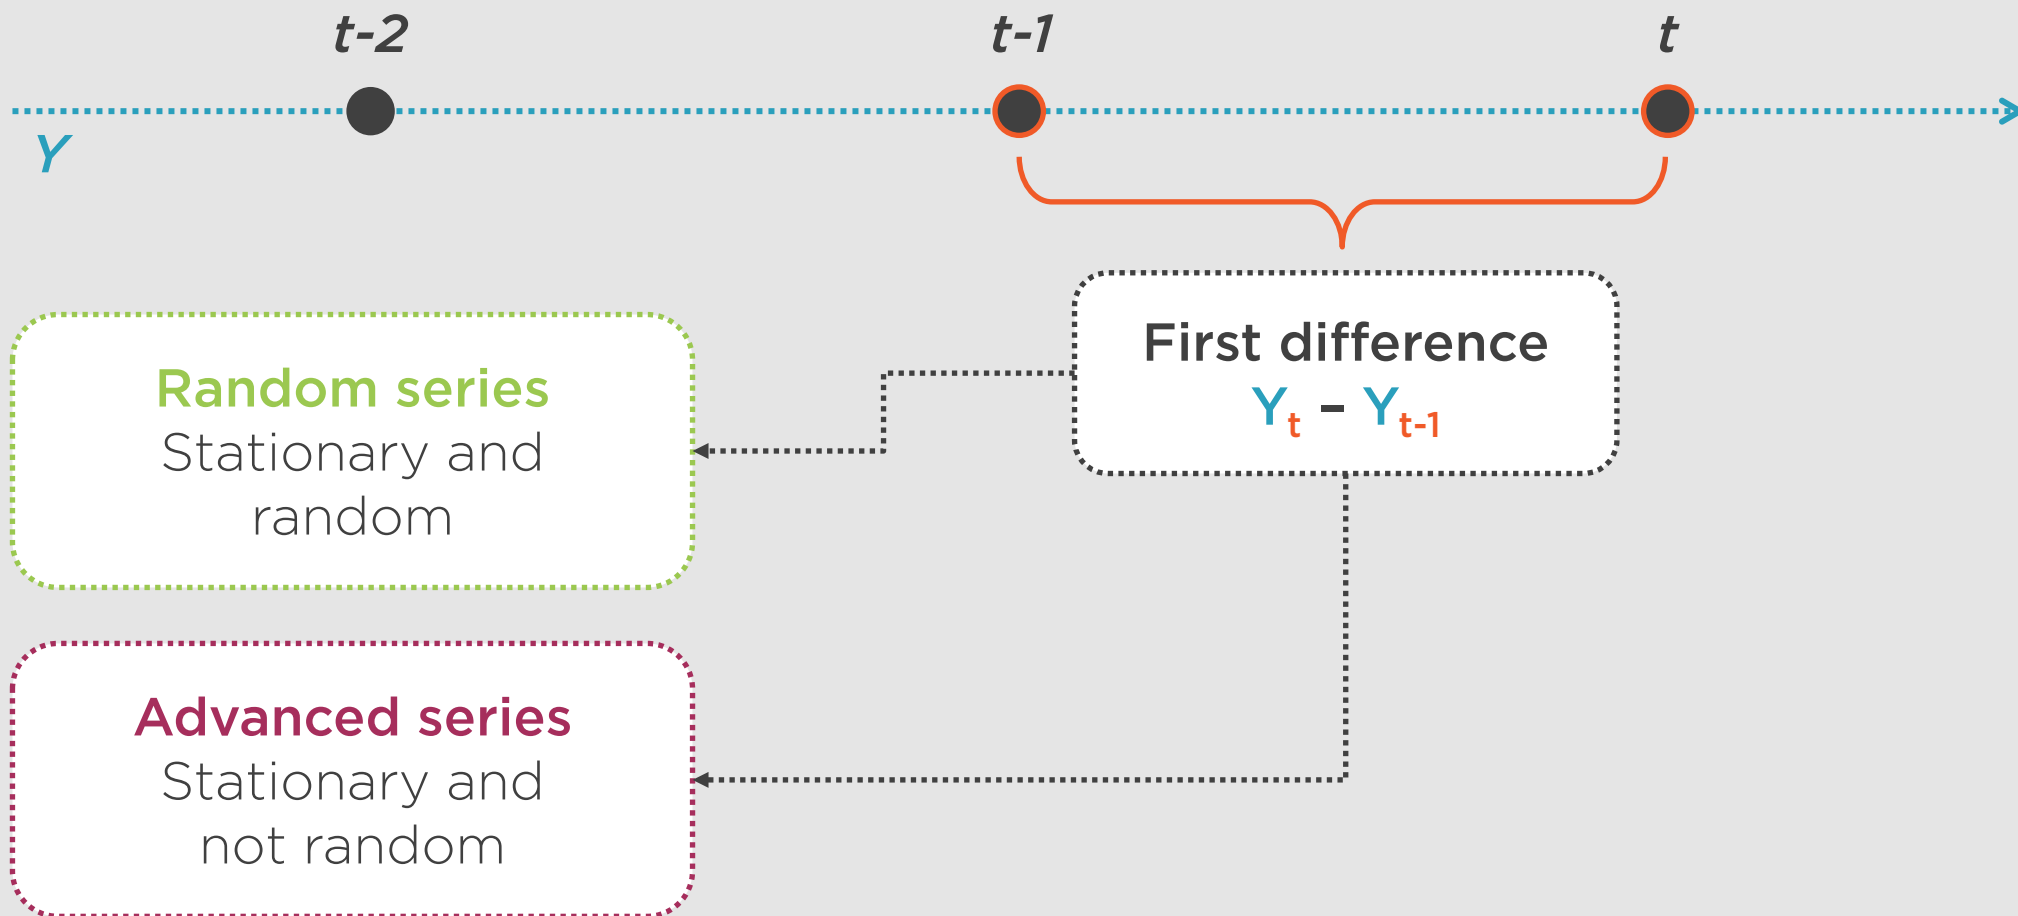 t-2
t-1
t
Y
First difference
Yt – Yt-1
Random series
Stationary and
random
Advanced series
Stationary and
not random